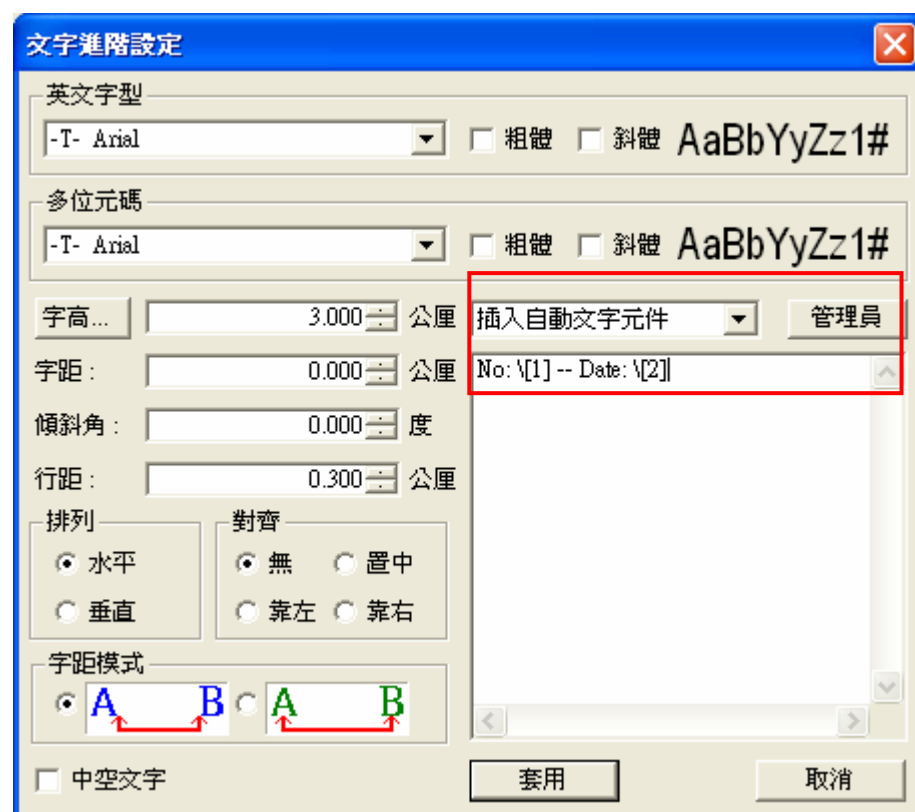 文字進階設定
英文字型
-T- Arial 粗體 斜體 AaBbYyZz1#
多位元碼
-T- Arial 粗體 斜體 AaBbYyZz1#
字高... 3.000 公厘 插入自動文字元件 管理員
字距 : 0.000 公厘 No: \[1] -- Date: \[2]
傾斜角 : 0.000 度
行距 : 0.300 公厘
排列 對齊
水平 無 置中
垂直 靠左 靠右
字距模式
A B A B
中空文字 套用 取消